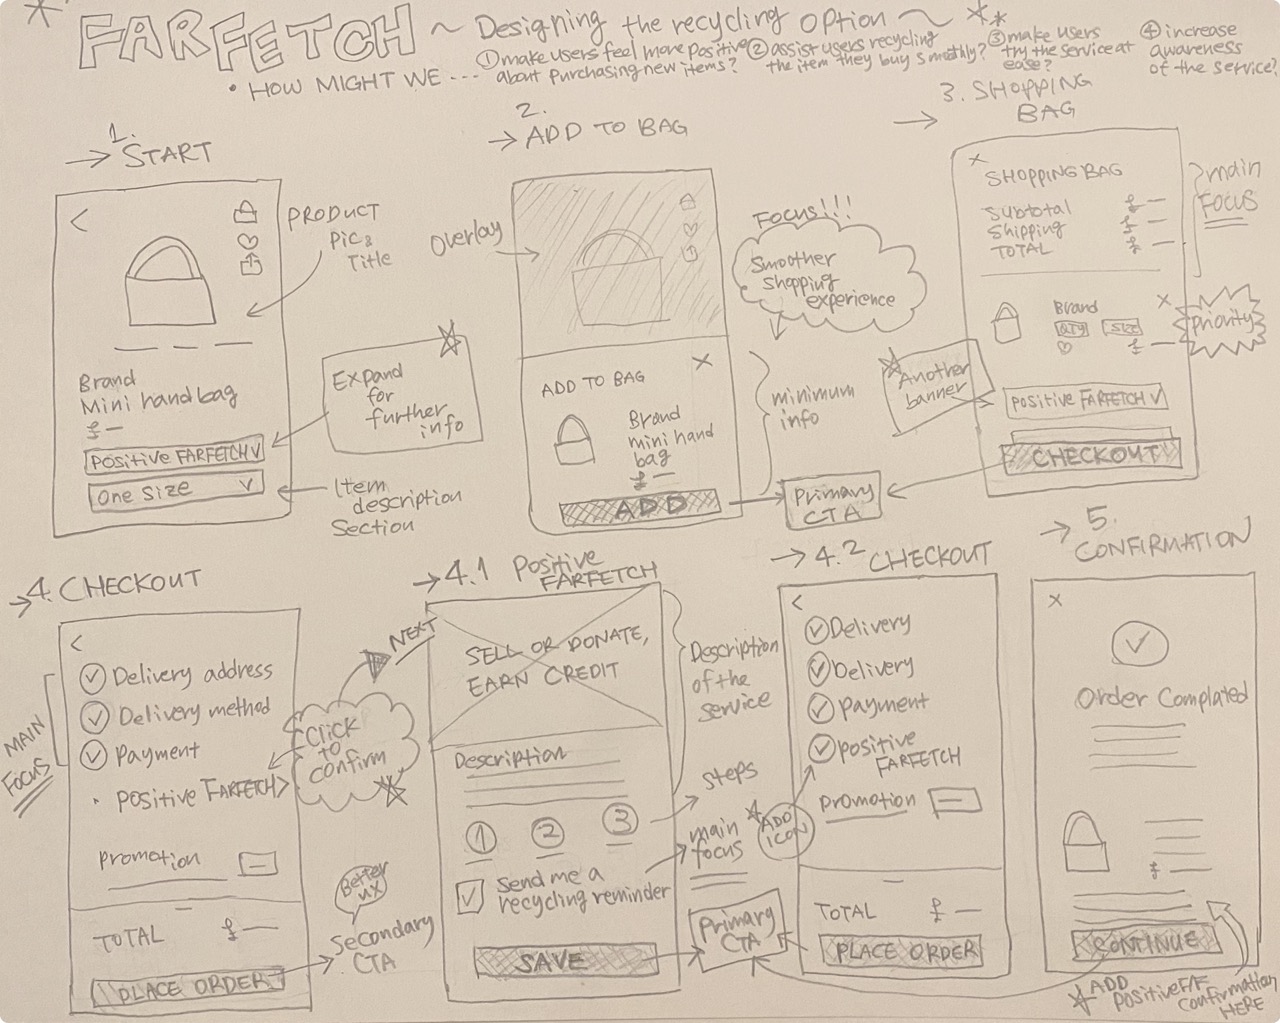 FARFETCH ~ Designing the recycling option ~
• HOW MIGHT WE ...
① make users feel more positive
about purchasing new items?
② assist users recycling
the item they buy smoothly?
③ make users
try the service at
ease?
④ increase
awareness
of the service?
→ 1. START
<
PRODUCT
Pic &
Title
Brand
Mini handbag
£ —
Positive FARFETCH ∨
One Size ∨
Expand
for
further
info
Item
description
Section
→ 2. ADD TO BAG
Overlay
ADD TO BAG
X
Brand
mini hand
bag
£ —
ADD
Focus!!!
Smoother
shopping
experience
minimum
info
Primary
CTA
→ 3. SHOPPING
BAG
X
SHOPPING BAG
Subtotal £ —
Shipping £ —
TOTAL £ —
main
FOCUS
Brand X
QTY SIZE
£ —
priority
Another
banner
positive FARFETCH ∨
CHECKOUT
→ 4. CHECKOUT
<
Delivery address
Delivery method
Payment
• positive FARFETCH >
MAIN
FOCUS
Click
to
confirm
NEXT
promotion
TOTAL £ —
PLACE ORDER
Better
UX
Secondary
CTA
→ 4.1 Positive
FARFETCH
SELL OR DONATE,
EARN CREDIT
Description
of the
service
Description
1 2 3
Steps
Send me a
recycling reminder
main
focus
SAVE
Primary
CTA
→ 4.2 CHECKOUT
<
Delivery
Delivery
Payment
positive
FARFETCH
ADD
ICON
promotion
TOTAL £ —
PLACE ORDER
→ 5.
CONFIRMATION
X
Order Complated
£ —
CONTINUE
ADD
positive F/F
Confirmation
HERE